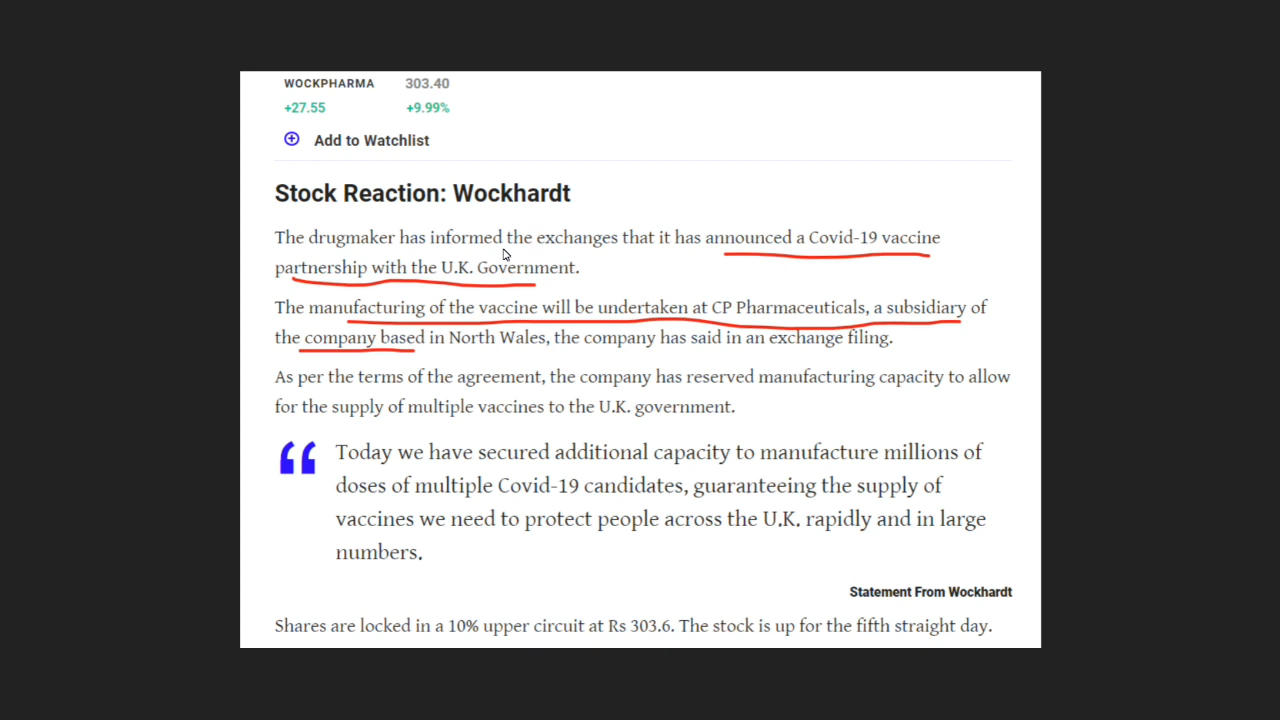 WOCKPHARMA 303.40
+27.55 +9.99%
Add to Watchlist
Stock Reaction: Wockhardt
The drugmaker has informed the exchanges that it has announced a Covid-19 vaccine
partnership with the U.K. Government.
The manufacturing of the vaccine will be undertaken at CP Pharmaceuticals, a subsidiary of
the company based in North Wales, the company has said in an exchange filing.
As per the terms of the agreement, the company has reserved manufacturing capacity to allow
for the supply of multiple vaccines to the U.K. government.
“Today we have secured additional capacity to manufacture millions of
doses of multiple Covid-19 candidates, guaranteeing the supply of
vaccines we need to protect people across the U.K. rapidly and in large
numbers.
Statement From Wockhardt
Shares are locked in a 10% upper circuit at Rs 303.6. The stock is up for the fifth straight day.